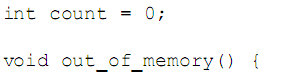 int count = 0;
void out_of_memory() {